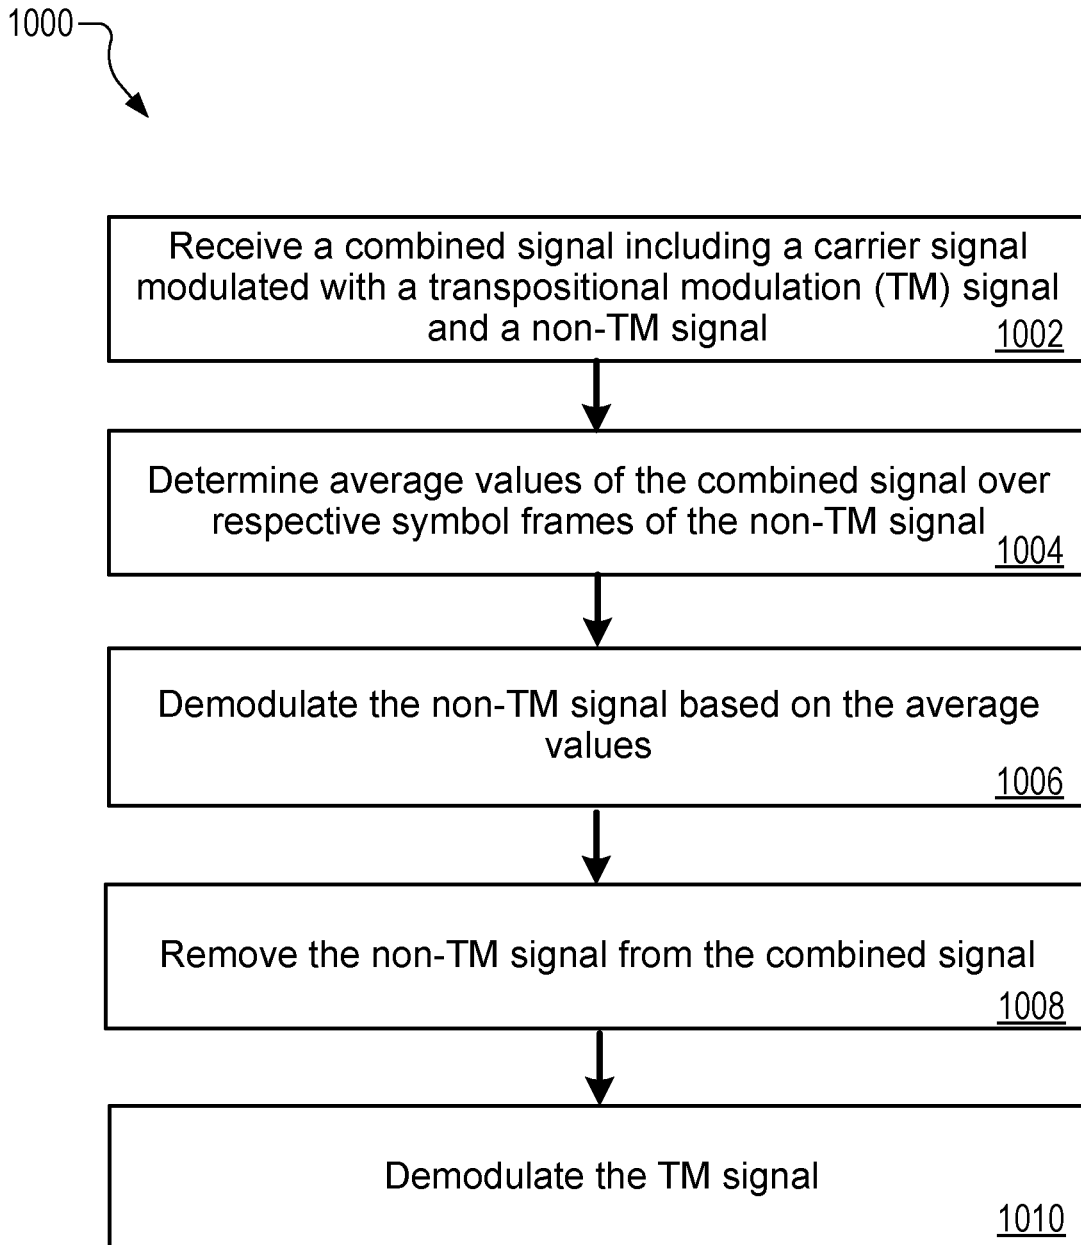 1000
Receive a combined signal including a carrier signal
modulated with a transpositional modulation (TM) signal
and a non-TM signal
1002
Determine average values of the combined signal over
respective symbol frames of the non-TM signal
1004
Demodulate the non-TM signal based on the average
values
1006
Remove the non-TM signal from the combined signal
1008
Demodulate the TM signal
1010